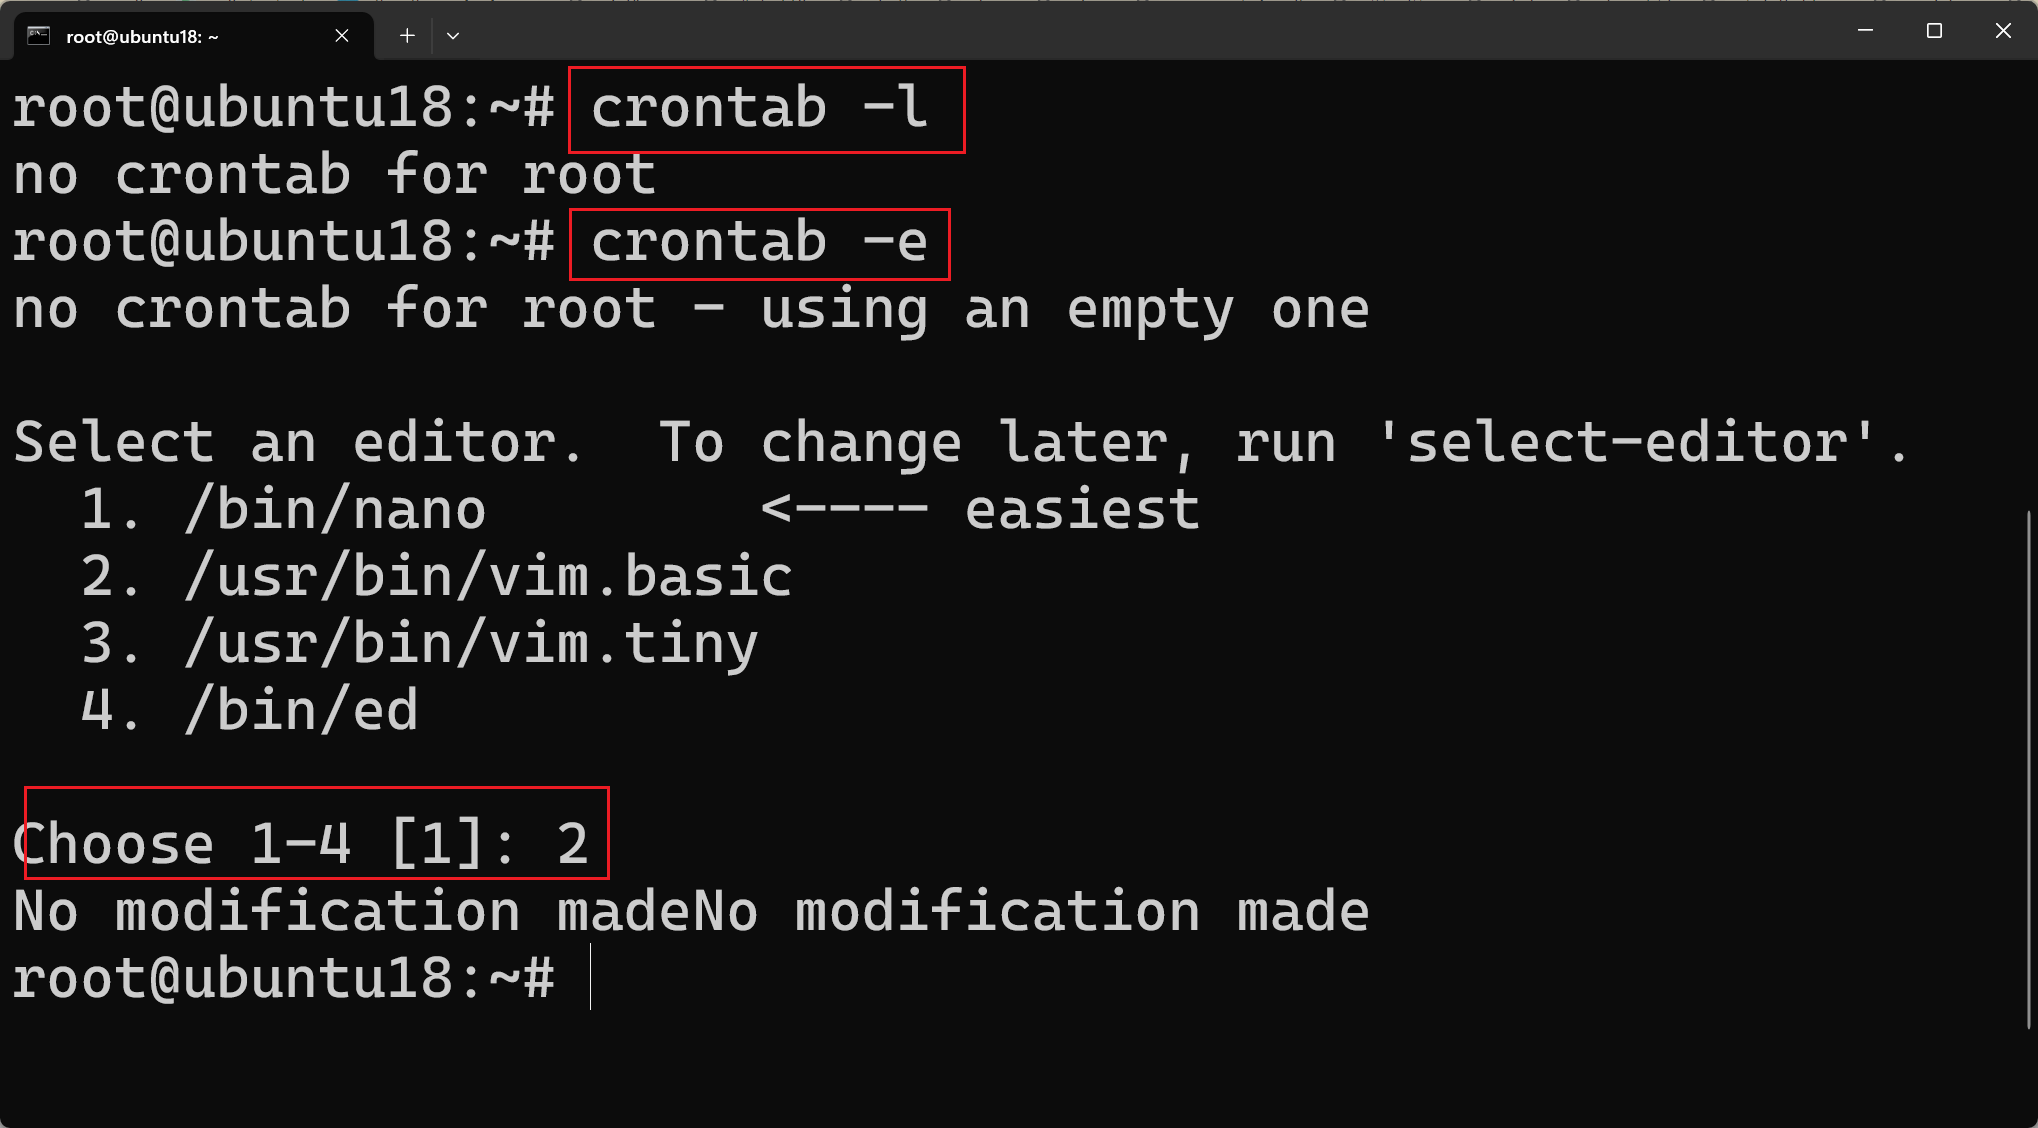 root@ubuntu18: ~
root@ubuntu18:~# crontab -l
no crontab for root
root@ubuntu18:~# crontab -e
no crontab for root - using an empty one
Select an editor.  To change later, run 'select-editor'.
  1. /bin/nano        <---- easiest
  2. /usr/bin/vim.basic
  3. /usr/bin/vim.tiny
  4. /bin/ed
Choose 1-4 [1]: 2
No modification madeNo modification made
root@ubuntu18:~#